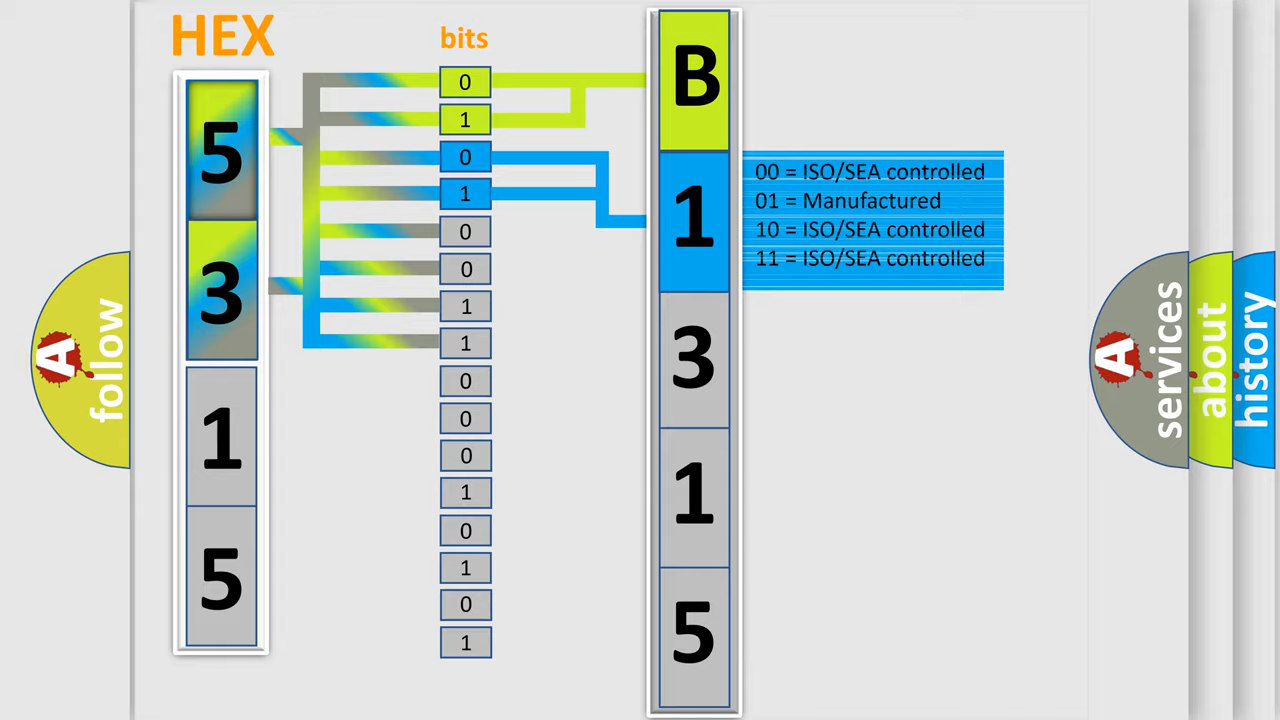 HEX
bits
5
3
1
5
0
1
0
1
0
0
1
1
0
0
0
1
0
1
0
1
B
1
3
1
5
00 = ISO/SEA controlled
01 = Manufactured
10 = ISO/SEA controlled
11 = ISO/SEA controlled
A
follow
A
services
about
history